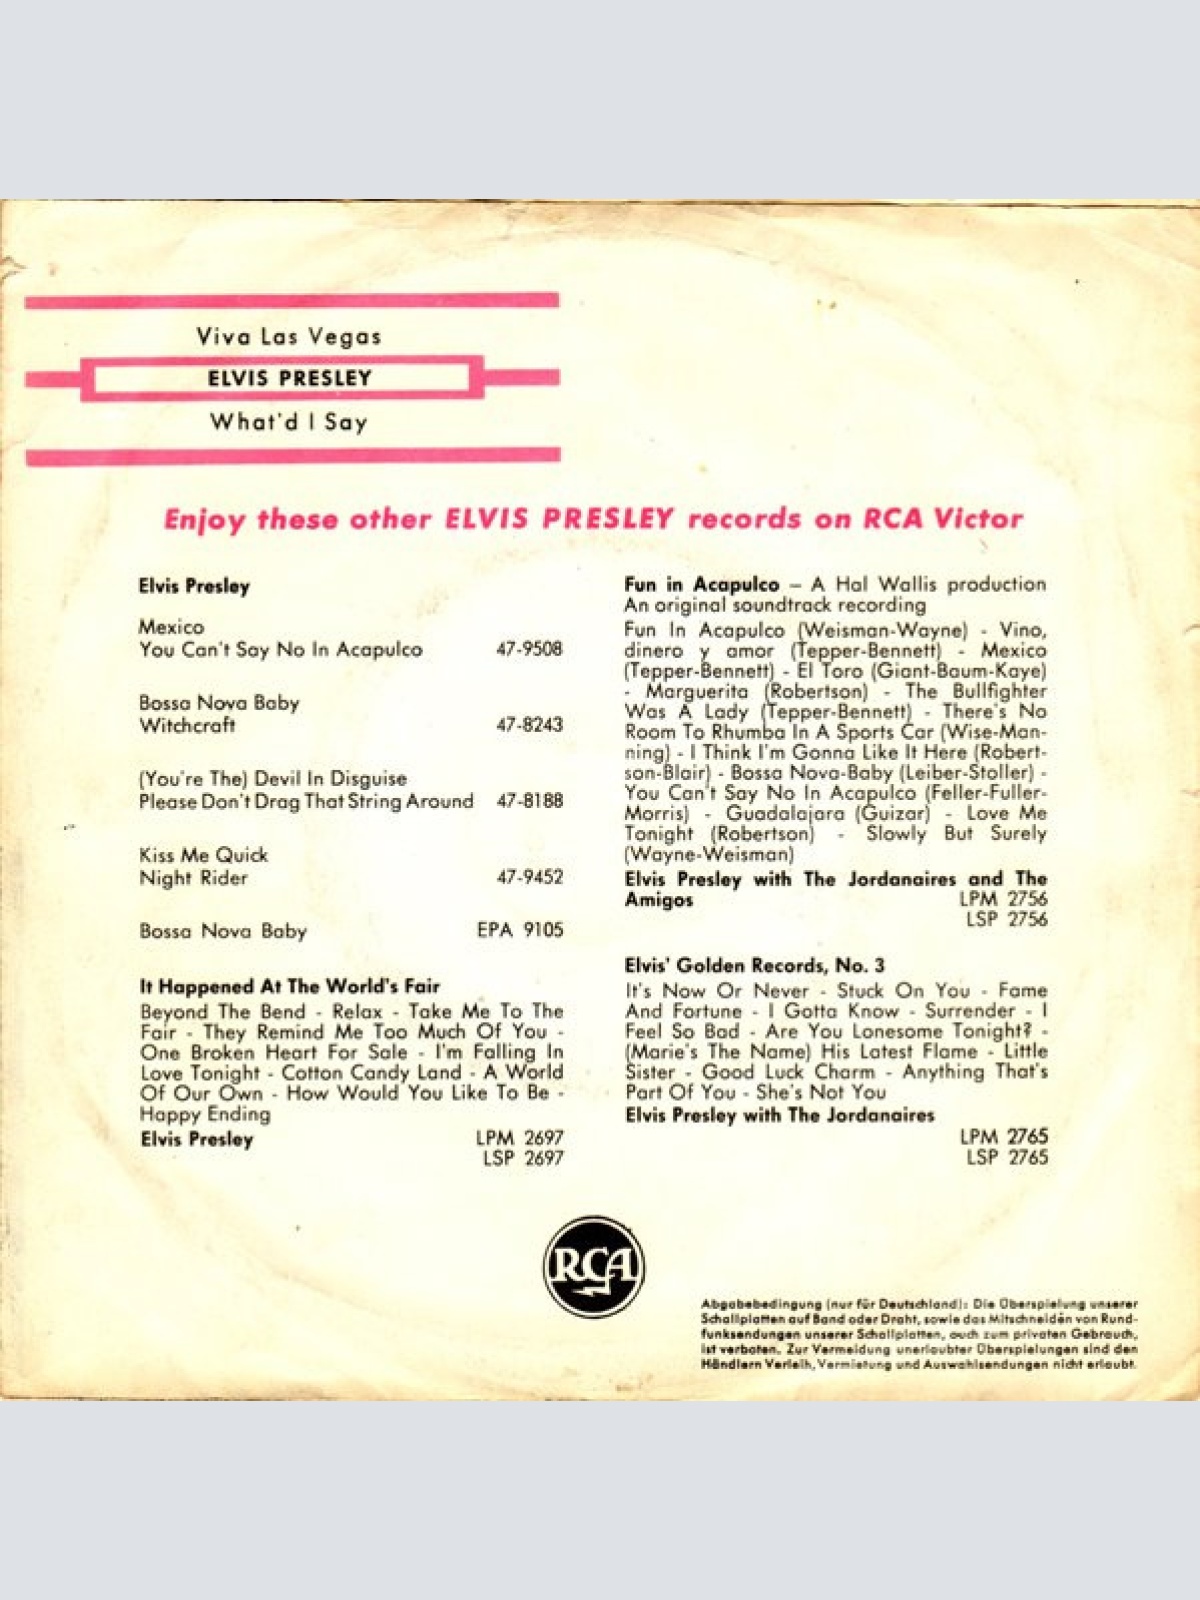 Viva Las Vegas
ELVIS PRESLEY
What'd I Say
Enjoy these other ELVIS PRESLEY records on RCA Victor
Elvis Presley
Mexico
You Can't Say No In Acapulco 47-9508
Bossa Nova Baby
Witchcraft 47-8243
(You're The) Devil In Disguise
Please Don't Drag That String Around 47-8188
Kiss Me Quick
Night Rider 47-9452
Bossa Nova Baby EPA 9105
It Happened At The World's Fair
Beyond The Bend - Relax - Take Me To The
Fair - They Remind Me Too Much Of You -
One Broken Heart For Sale - I'm Falling In
Love Tonight - Cotton Candy Land - A World
Of Our Own - How Would You Like To Be -
Happy Ending
Elvis Presley LPM 2697
LSP 2697
Fun in Acapulco – A Hal Wallis production
An original soundtrack recording
Fun In Acapulco (Weisman-Wayne) - Vino,
dinero y amor (Tepper-Bennett) - Mexico
(Tepper-Bennett) - El Toro (Giant-Baum-Kaye)
- Marguerita (Robertson) - The Bullfighter
Was A Lady (Tepper-Bennett) - There's No
Room To Rhumba In A Sports Car (Wise-Man-
ning) - I Think I'm Gonna Like It Here (Robert-
son-Blair) - Bossa Nova-Baby (Leiber-Stoller) -
You Can't Say No In Acapulco (Feller-Fuller-
Morris) - Guadalajara (Guizar) - Love Me
Tonight (Robertson) - Slowly But Surely
(Wayne-Weisman)
Elvis Presley with The Jordanaires and The
Amigos LPM 2756
LSP 2756
Elvis' Golden Records, No. 3
It's Now Or Never - Stuck On You - Fame
And Fortune - I Gotta Know - Surrender - I
Feel So Bad - Are You Lonesome Tonight? -
(Marie's The Name) His Latest Flame - Little
Sister - Good Luck Charm - Anything That's
Part Of You - She's Not You
Elvis Presley with The Jordanaires
LPM 2765
LSP 2765
RCA
Abgabebedingung (nur für Deutschland): Die Überspielung unserer
Schallplatten auf Band oder Draht, sowie das Mitschneiden von Rund-
funksendungen unserer Schallplatten, auch zum privaten Gebrauch,
ist verboten. Zur Vermeidung unerlaubter Überspielungen sind den
Händlern Verleih, Vermietung und Auswahlsendungen nicht erlaubt.